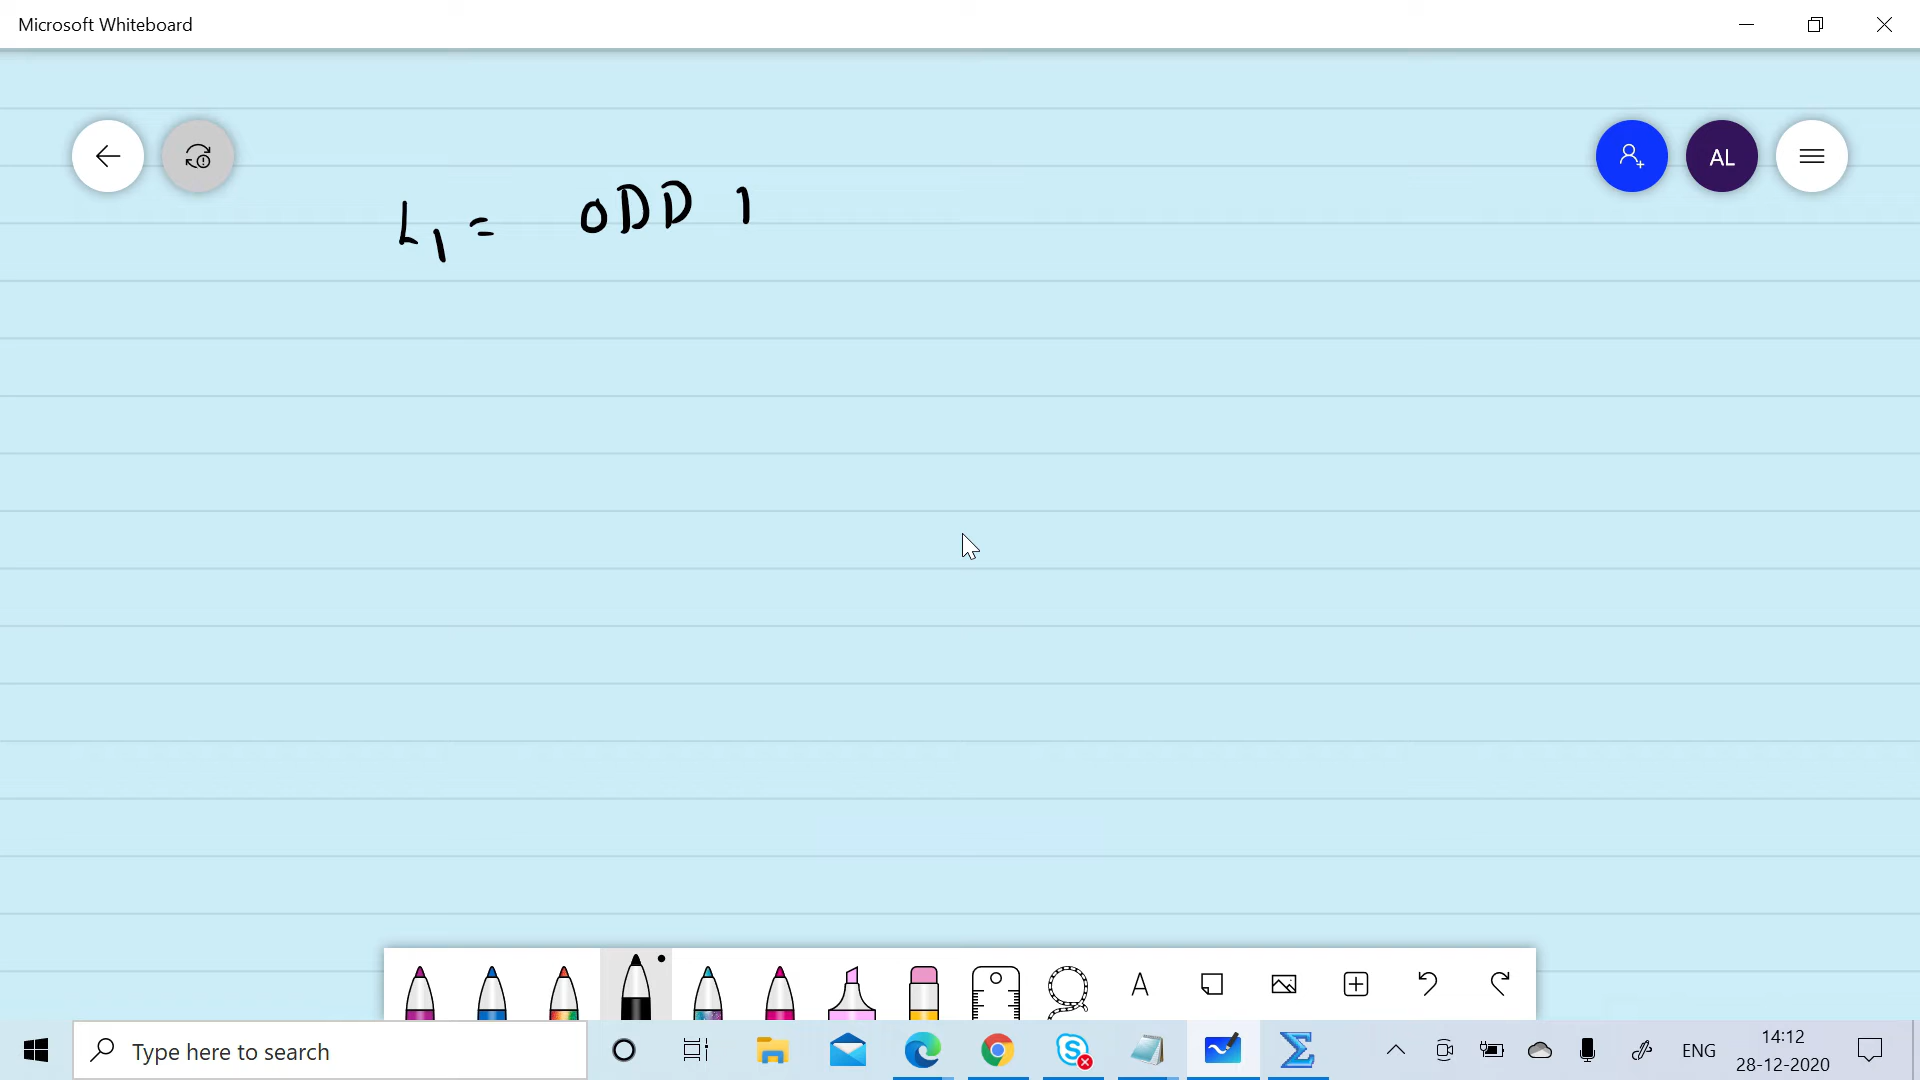 Microsoft Whiteboard
AL
L1 = ODD 1
A
Type here to search
ENG
14:12
28-12-2020